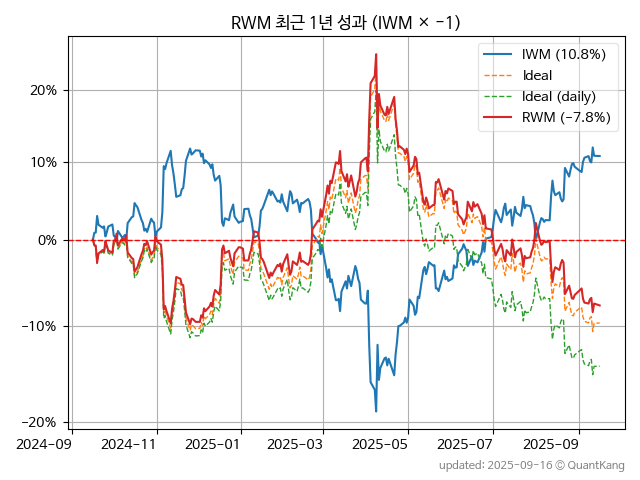 RWM 최근 1년 성과 (IWM × −1)
IWM (10.8%)
Ideal
Ideal (daily)
RWM (−7.8%)
20%
10%
0%
−10%
−20%
2024-09 2024-11 2025-01 2025-03 2025-05 2025-07 2025-09
updated: 2025-09-16 © QuantKang